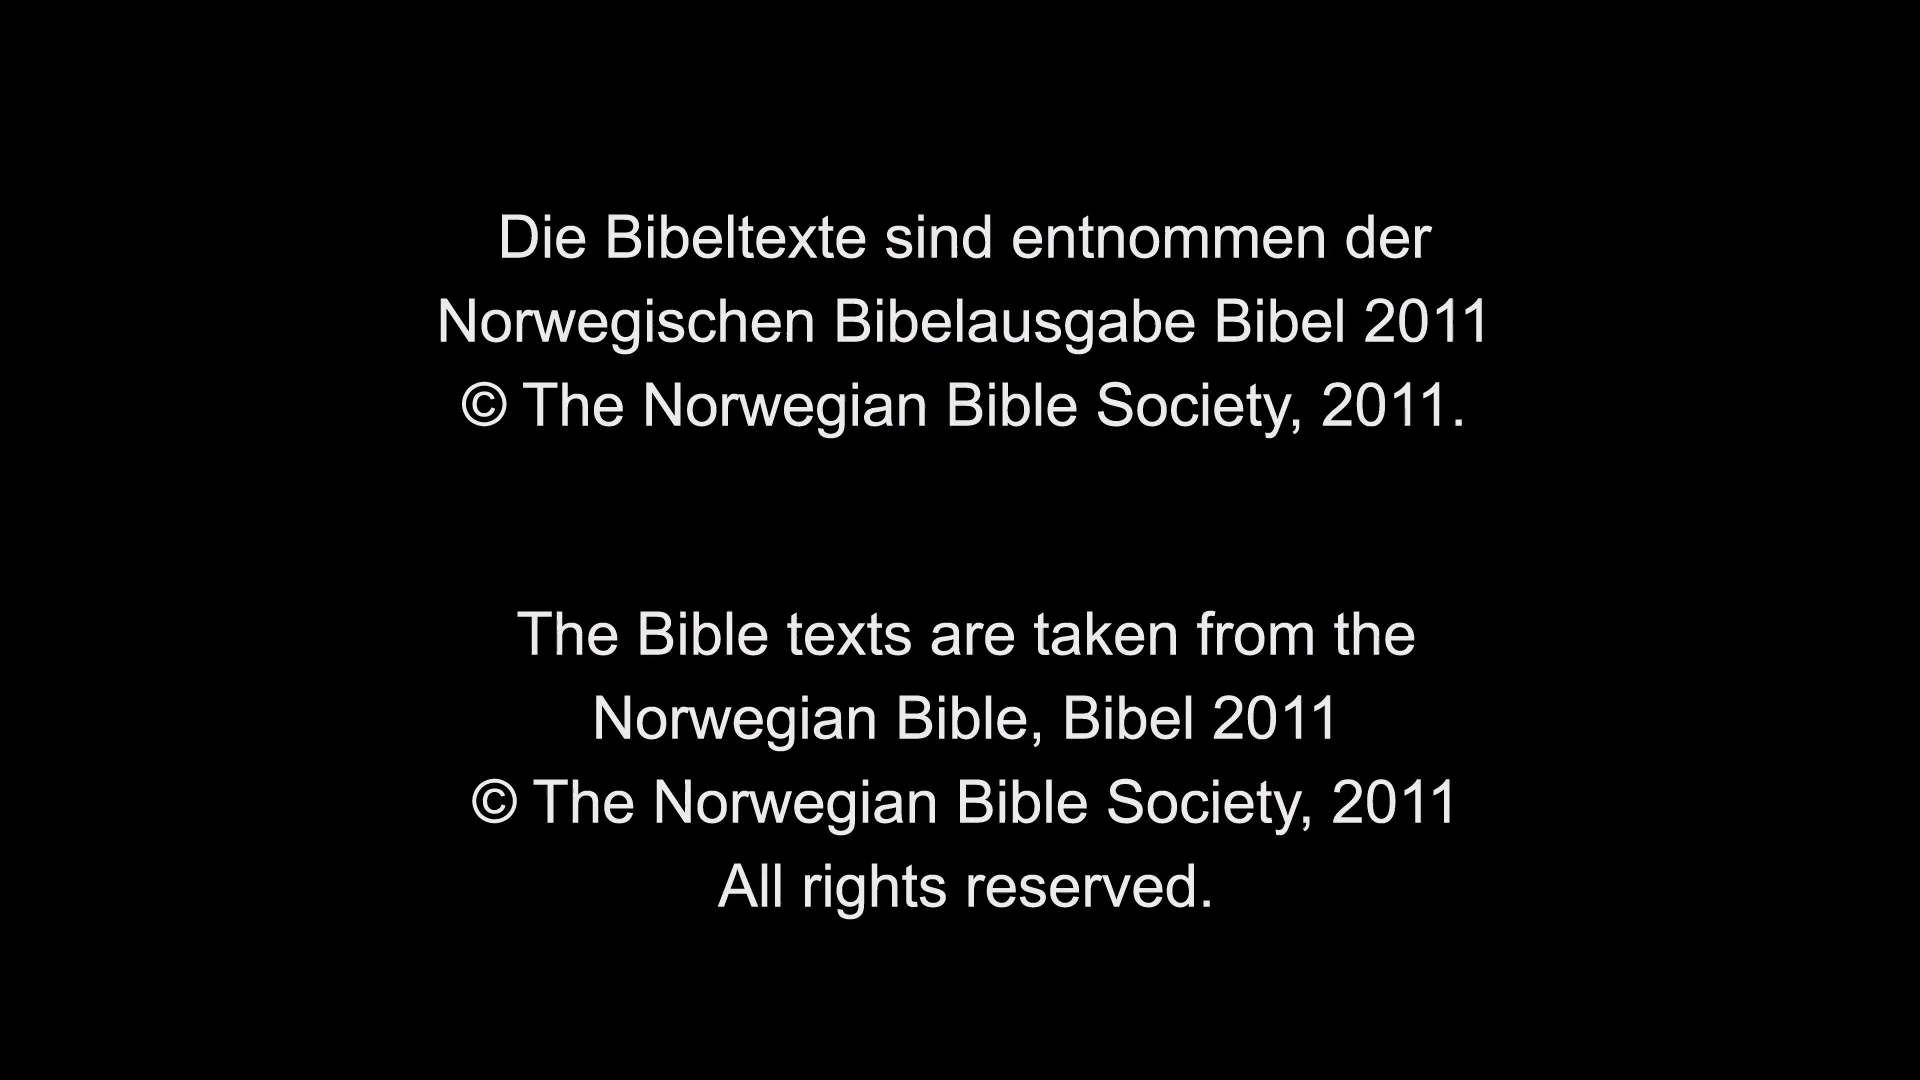 Die Bibeltexte sind entnommen der
Norwegischen Bibelausgabe Bibel 2011
© The Norwegian Bible Society, 2011.
The Bible texts are taken from the
Norwegian Bible, Bibel 2011
© The Norwegian Bible Society, 2011
All rights reserved.